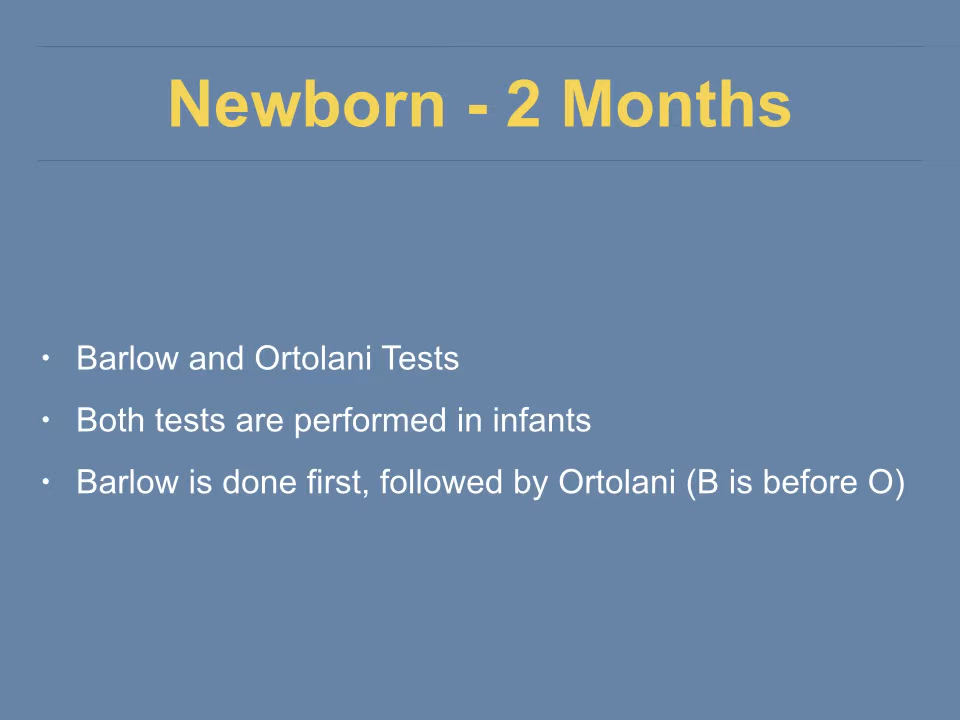 Newborn - 2 Months
• Barlow and Ortolani Tests
• Both tests are performed in infants
• Barlow is done first, followed by Ortolani (B is before O)